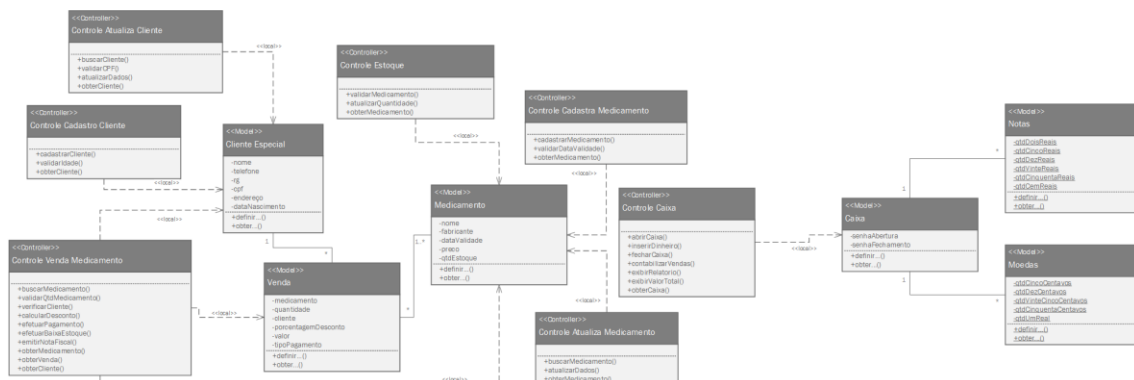 <<Controller>>
Controle Atualiza Cliente
+buscarCliente()
+validarCPF()
+atualizarDados()
+obterCliente()
<<local>>
<<Controller>>
Controle Cadastro Cliente
+cadastrarCliente()
+validarIdade()
+obterCliente()
<<local>>
<<Model>>
Cliente Especial
-nome
-telefone
-rg
-cpf
-endereço
-dataNascimento
+definir...()
+obter...()
1
*
<<Controller>>
Controle Venda Medicamento
+buscarMedicamento()
+validarQtdMedicamento()
+verificarCliente()
+calcularDesconto()
+efetuarPagamento()
+efetuarBaixaEstoque()
+emitirNotaFiscal()
+obterMedicamento()
+obterVenda()
+obterCliente()
<<local>>
<<local>>
<<Model>>
Venda
-medicamento
-quantidade
-cliente
-porcentagemDesconto
-valor
-tipoPagamento
+definir...()
+obter...()
*
1..*
<<Controller>>
Controle Estoque
+validarMedicamento()
+atualizarQuantidade()
+obterMedicamento()
<<local>>
<<Model>>
Medicamento
-nome
-fabricante
-dataValidade
-preco
-qtdEstoque
+definir...()
+obter...()
<<local>>
<<Controller>>
Controle Cadastra Medicamento
+cadastrarMedicamento()
+validarDataValidade()
+obterMedicamento()
<<local>>
<<Controller>>
Controle Caixa
+abrirCaixa()
+inserirDinheiro()
+fecharCaixa()
+contabilizarVendas()
+exibirRelatorio()
+exibirValorTotal()
+obterCaixa()
<<local>>
<<local>>
<<Controller>>
Controle Atualiza Medicamento
+buscarMedicamento()
+atualizarDados()
+obterMedicamento()
<<Model>>
Caixa
-senhaAbertura
-senhaFechamento
+definir...()
+obter...()
1
*
1
*
<<Model>>
Notas
-qtdDoisReais
-qtdCincoReais
-qtdDezReais
-qtdVinteReais
-qtdCinquentaReais
-qtdCemReais
+definir...()
+obter...()
<<Model>>
Moedas
-qtdCincoCentavos
-qtdDezCentavos
-qtdVinteCincoCentavos
-qtdCinquentaCentavos
-qtdUmReal
+definir...()
+obter...()